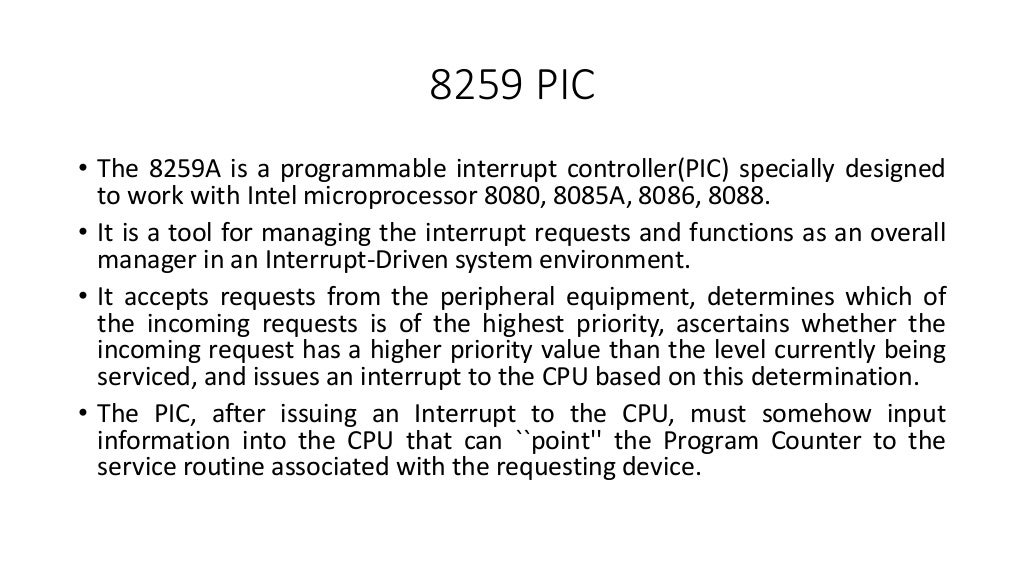 8259 PIC
• The 8259A is a programmable interrupt controller(PIC) specially designed
to work with Intel microprocessor 8080, 8085A, 8086, 8088.
• It is a tool for managing the interrupt requests and functions as an overall
manager in an Interrupt-Driven system environment.
• It accepts requests from the peripheral equipment, determines which of
the incoming requests is of the highest priority, ascertains whether the
incoming request has a higher priority value than the level currently being
serviced, and issues an interrupt to the CPU based on this determination.
• The PIC, after issuing an Interrupt to the CPU, must somehow input
information into the CPU that can ``point'' the Program Counter to the
service routine associated with the requesting device.